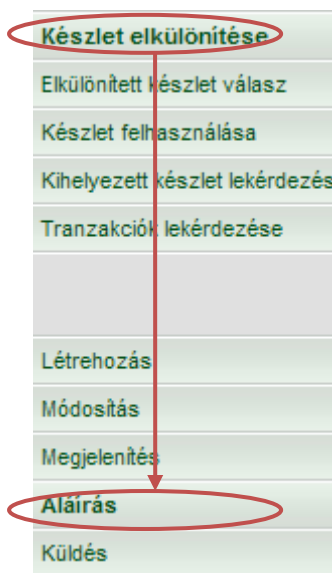 Készlet elkülönítése
Elkülönített készlet válasz
Készlet felhasználása
Kihelyezett készlet lekérdezés
Tranzakciók lekérdezése
Létrehozás
Módosítás
Megjelenítés
Aláírás
Küldés